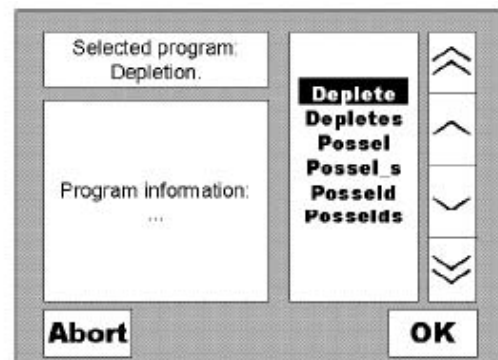 Selected program:
Depletion.
Program information:
...
Deplete
Depletes
Possel
Possel_s
Posseld
Posselds
Abort
OK